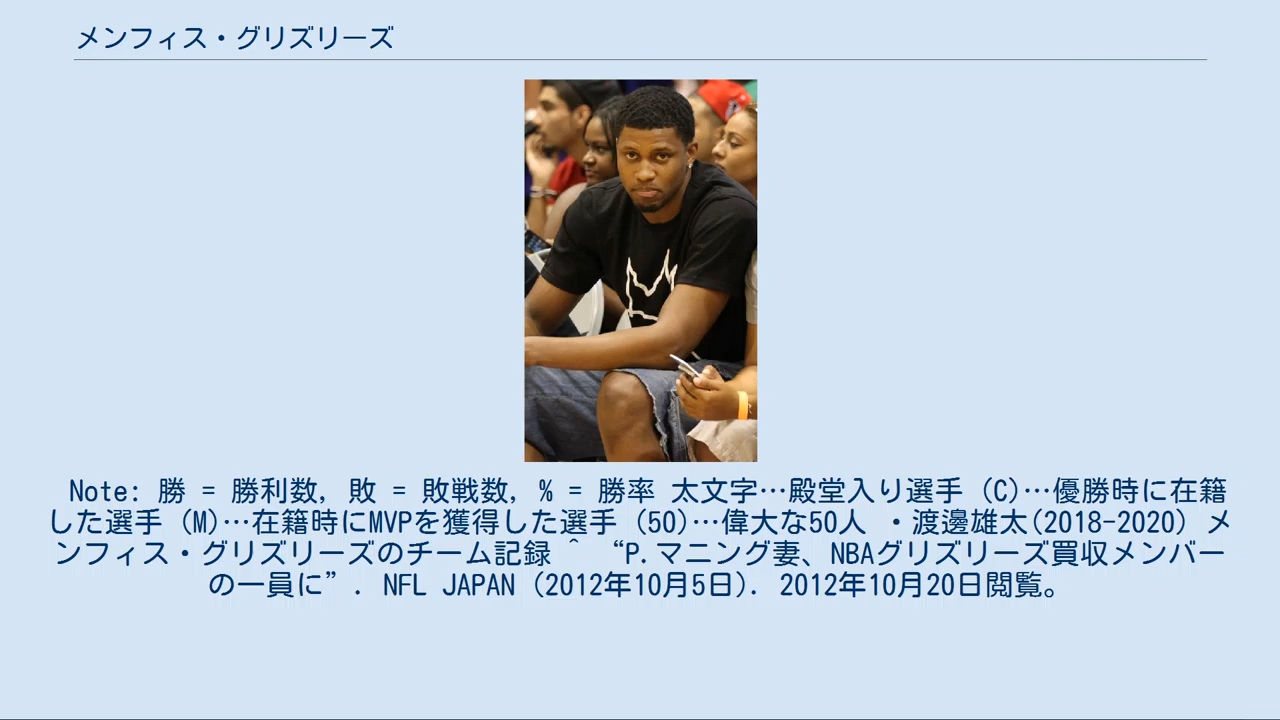 メンフィス・グリズリーズ
Note: 勝 = 勝利数, 敗 = 敗戦数, % = 勝率 太文字…殿堂入り選手 (C)…優勝時に在籍
した選手 (M)…在籍時にMVPを獲得した選手 (50)…偉大な50人 ・渡邊雄太(2018-2020) メ
ンフィス・グリズリーズのチーム記録 ^ “P.マニング妻、NBAグリズリーズ買収メンバー
の一員に”. NFL JAPAN (2012年10月5日). 2012年10月20日閲覧。